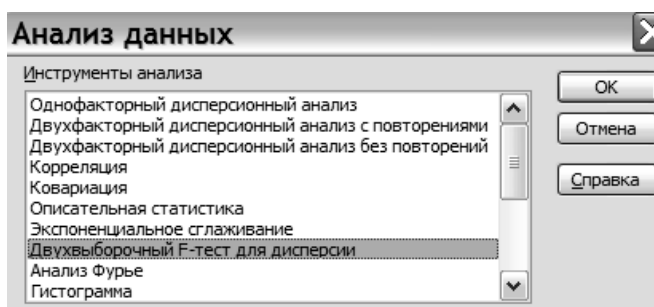 Анализ данных
Инструменты анализа
Однофакторный дисперсионный анализ
Двухфакторный дисперсионный анализ с повторениями
Двухфакторный дисперсионный анализ без повторений
Корреляция
Ковариация
Описательная статистика
Экспоненциальное сглаживание
Двухвыборочный F-тест для дисперсии
Анализ Фурье
Гистограмма
OK
Отмена
Справка